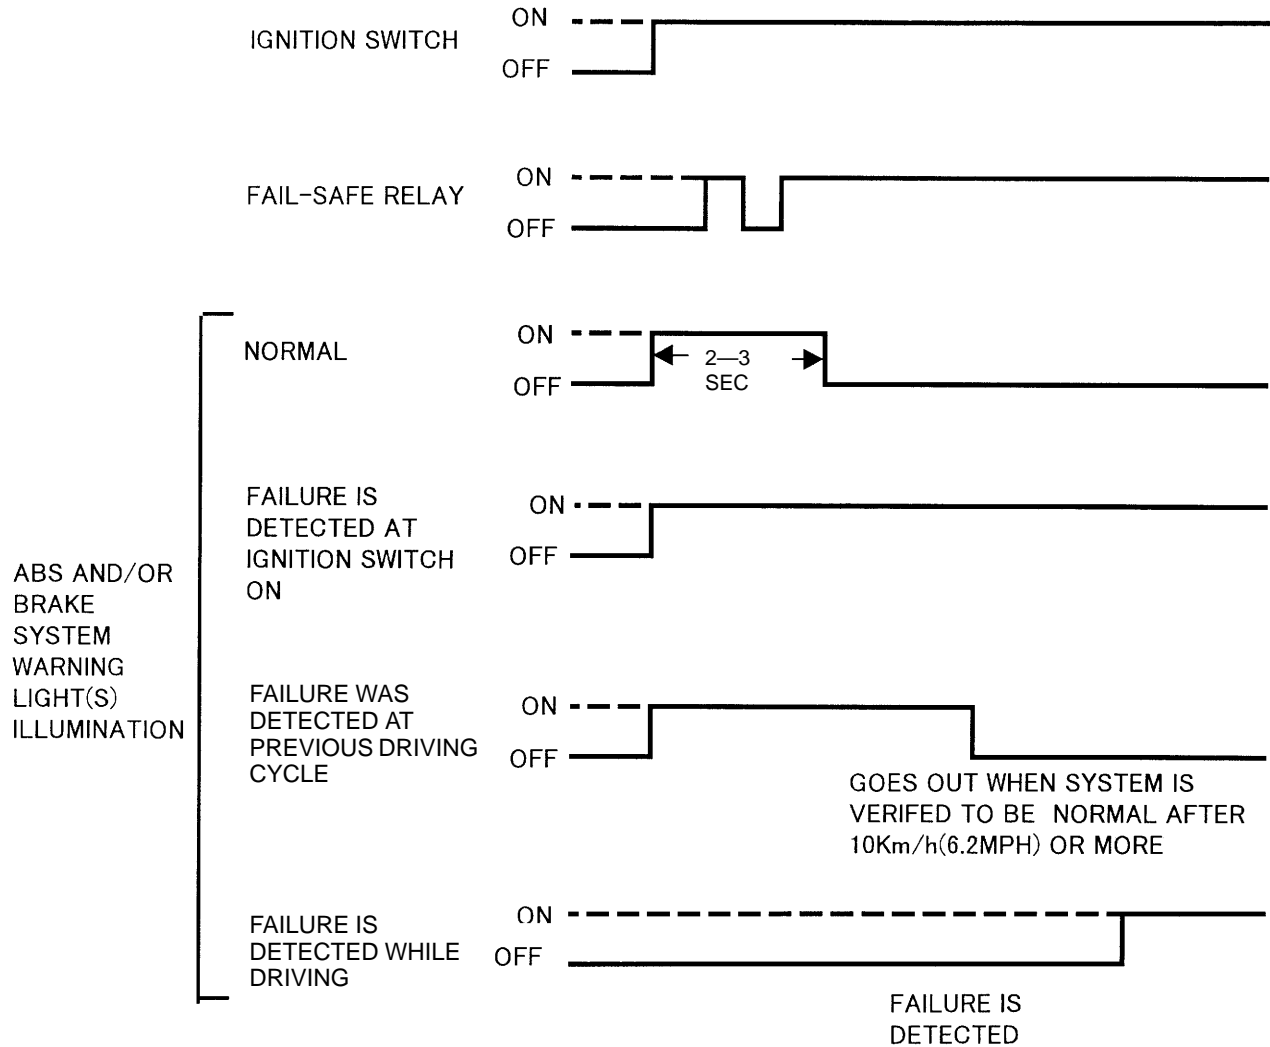 IGNITION SWITCH
ON
OFF
FAIL-SAFE RELAY
ON
OFF
ABS AND/OR
BRAKE
SYSTEM
WARNING
LIGHT(S)
ILLUMINATION
NORMAL
ON
OFF
2—3
SEC
FAILURE IS
DETECTED AT
IGNITION SWITCH
ON
ON
OFF
FAILURE WAS
DETECTED AT
PREVIOUS DRIVING
CYCLE
ON
OFF
GOES OUT WHEN SYSTEM IS
VERIFED TO BE NORMAL AFTER
10Km/h(6.2MPH) OR MORE
FAILURE IS
DETECTED WHILE
DRIVING
ON
OFF
FAILURE IS
DETECTED